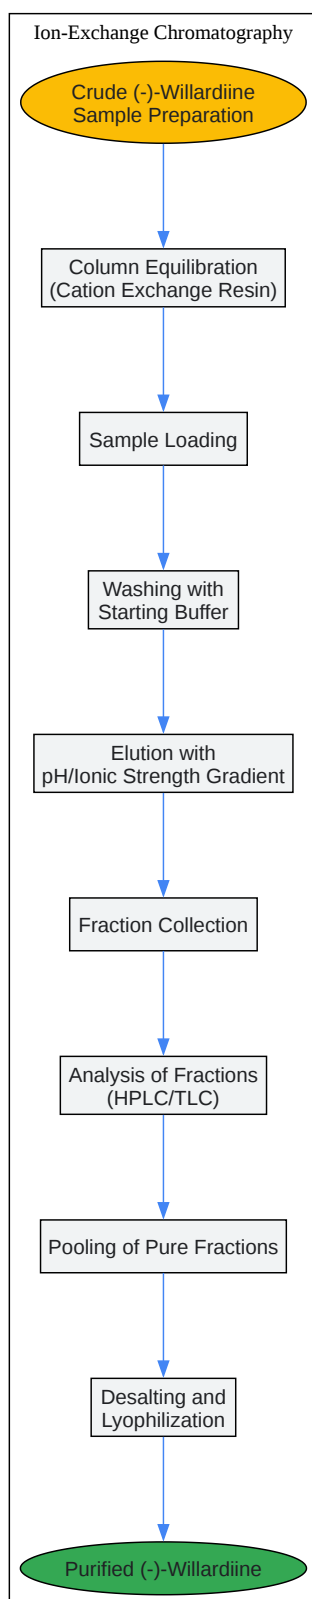 Ion-Exchange Chromatography
Crude (-)-Willardiine
Sample Preparation
Column Equilibration
(Cation Exchange Resin)
Sample Loading
Washing with
Starting Buffer
Elution with
pH/Ionic Strength Gradient
Fraction Collection
Analysis of Fractions
(HPLC/TLC)
Pooling of Pure Fractions
Desalting and
Lyophilization
Purified (-)-Willardiine